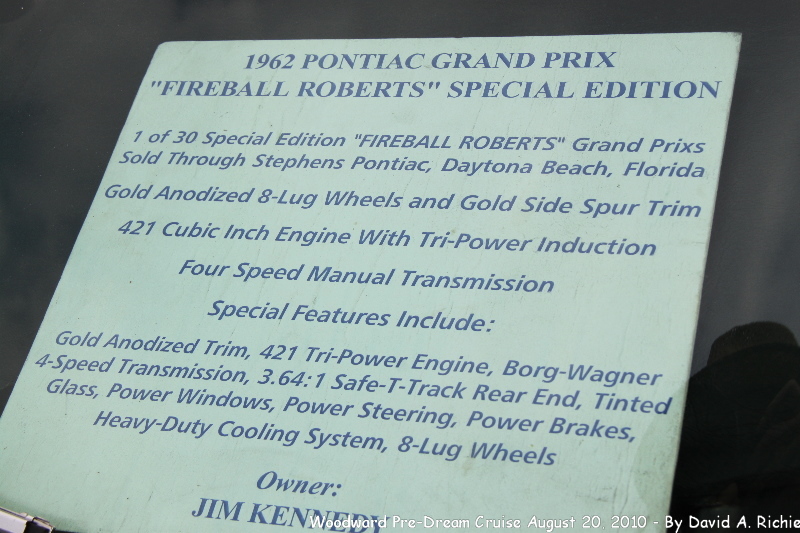 1962 PONTIAC GRAND PRIX
"FIREBALL ROBERTS" SPECIAL EDITION
1 of 30 Special Edition "FIREBALL ROBERTS" Grand Prixs
Sold Through Stephens Pontiac, Daytona Beach, Florida
Gold Anodized 8-Lug Wheels and Gold Side Spur Trim
421 Cubic Inch Engine With Tri-Power Induction
Four Speed Manual Transmission
Special Features Include:
Gold Anodized Trim, 421 Tri-Power Engine, Borg-Wagner
4-Speed Transmission, 3.64:1 Safe-T-Track Rear End, Tinted
Glass, Power Windows, Power Steering, Power Brakes,
Heavy-Duty Cooling System, 8-Lug Wheels
Owner:
JIM KENNEDY
Woodward Pre-Dream Cruise August 20, 2010 - By David A. Richie